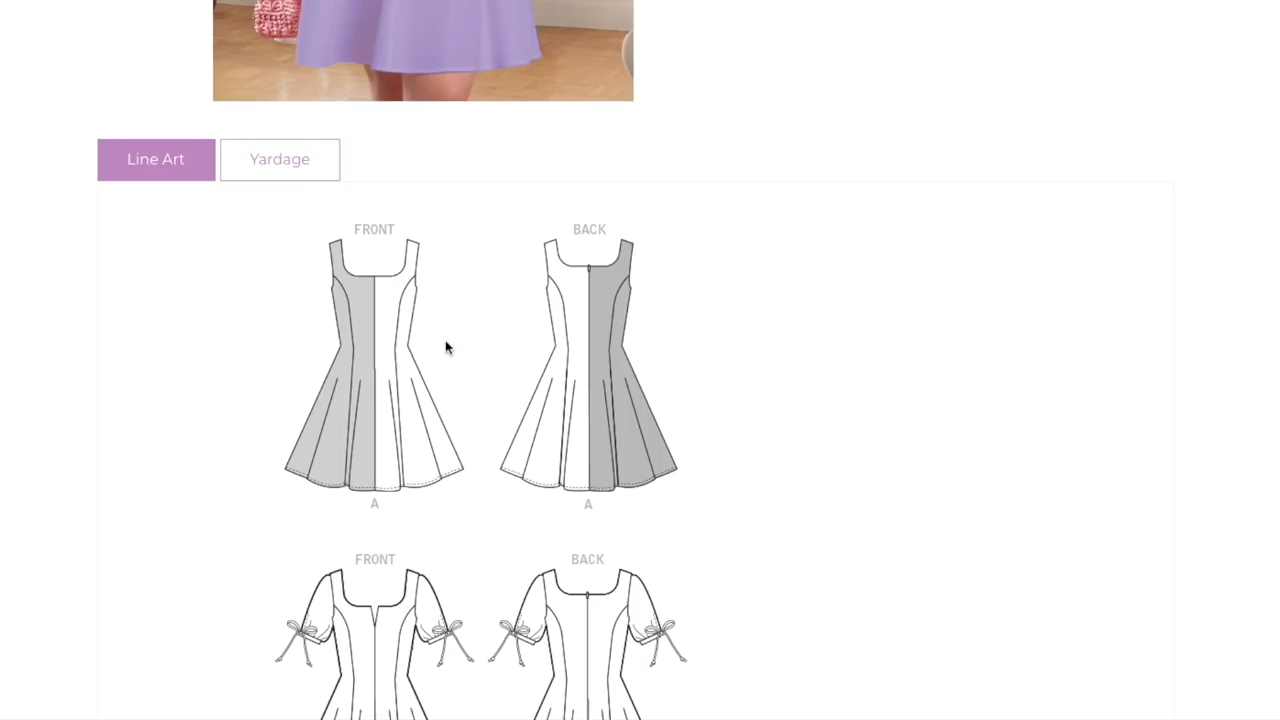 Line Art
Yardage
FRONT
BACK
A
A
FRONT
BACK